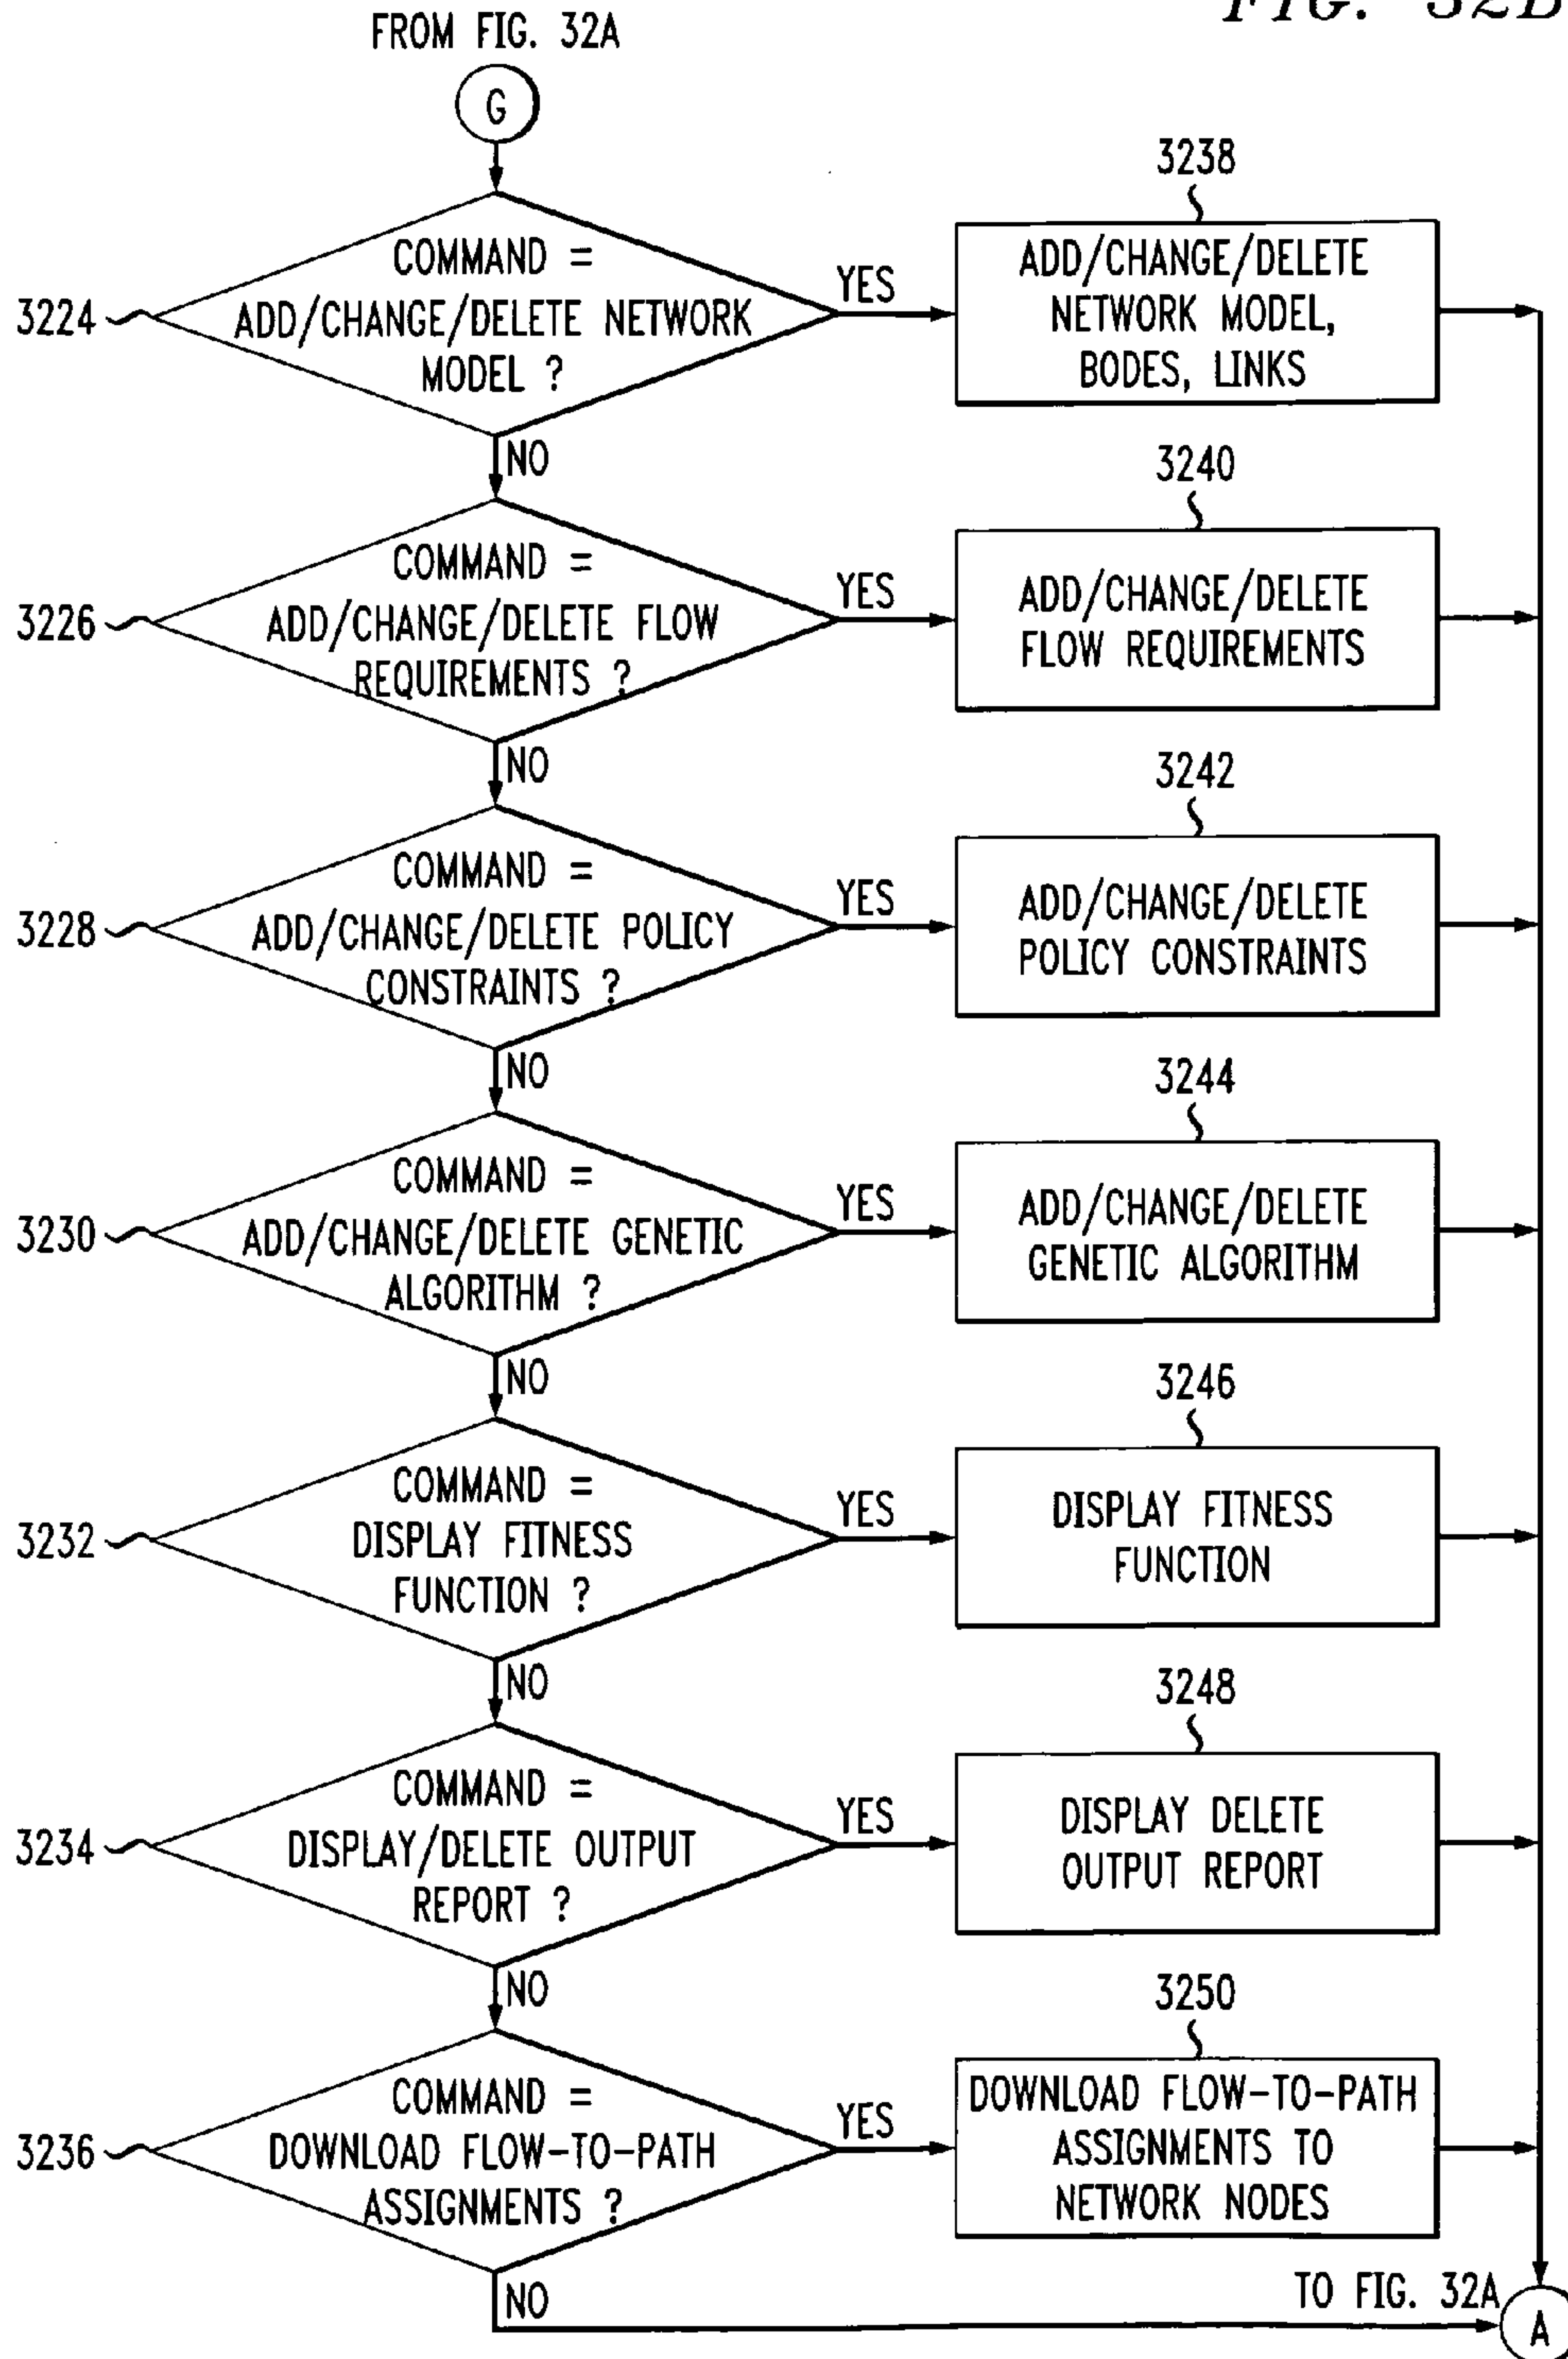 FIG. 32B
FROM FIG. 32A
G
3224
COMMAND =
ADD/CHANGE/DELETE NETWORK
MODEL ?
YES
NO
3238
ADD/CHANGE/DELETE
NETWORK MODEL,
BODES, LINKS
3226
COMMAND =
ADD/CHANGE/DELETE FLOW
REQUIREMENTS ?
YES
NO
3240
ADD/CHANGE/DELETE
FLOW REQUIREMENTS
3228
COMMAND =
ADD/CHANGE/DELETE POLICY
CONSTRAINTS ?
YES
NO
3242
ADD/CHANGE/DELETE
POLICY CONSTRAINTS
3230
COMMAND =
ADD/CHANGE/DELETE GENETIC
ALGORITHM ?
YES
NO
3244
ADD/CHANGE/DELETE
GENETIC ALGORITHM
3232
COMMAND =
DISPLAY FITNESS
FUNCTION ?
YES
NO
3246
DISPLAY FITNESS
FUNCTION
3234
COMMAND =
DISPLAY/DELETE OUTPUT
REPORT ?
YES
NO
3248
DISPLAY DELETE
OUTPUT REPORT
3236
COMMAND =
DOWNLOAD FLOW-TO-PATH
ASSIGNMENTS ?
YES
NO
3250
DOWNLOAD FLOW-TO-PATH
ASSIGNMENTS TO
NETWORK NODES
TO FIG. 32A
A